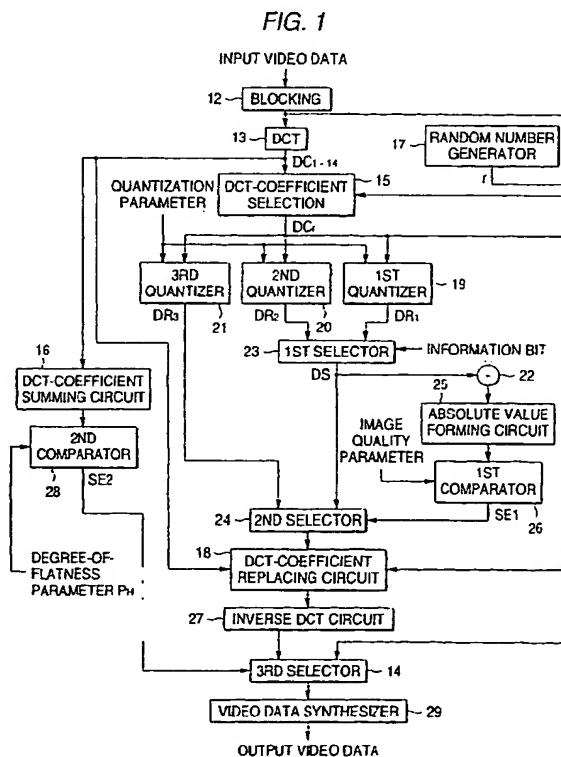 FIG. 1
INPUT VIDEO DATA
12 BLOCKING
13 DCT
17 RANDOM NUMBER
GENERATOR
r
DC1-14
15
DCT-COEFFICIENT
SELECTION
QUANTIZATION
PARAMETER
DCr
3RD
QUANTIZER
21
2ND
QUANTIZER
20
1ST
QUANTIZER
19
DR3
DR2
DR1
23 1ST SELECTOR
INFORMATION BIT
DS
- 22
16
DCT-COEFFICIENT
SUMMING CIRCUIT
25
ABSOLUTE VALUE
FORMING CIRCUIT
IMAGE
QUALITY
PARAMETER
2ND
COMPARATOR
28
SE2
1ST
COMPARATOR
26
SE1
24 2ND SELECTOR
DEGREE-OF-
FLATNESS
PARAMETER PH
18
DCT-COEFFICIENT
REPLACING CIRCUIT
27 INVERSE DCT CIRCUIT
3RD SELECTOR 14
VIDEO DATA SYNTHESIZER 29
OUTPUT VIDEO DATA